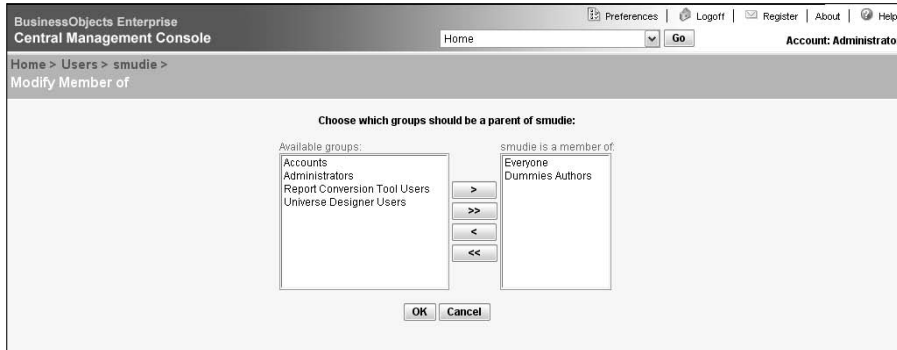 BusinessObjects Enterprise
Central Management Console
Preferences | Logoff | Register | About | Help
Home Go
Account: Administrato
Home > Users > smudie >
Modify Member of
Choose which groups should be a parent of smudie:
Available groups:
Accounts
Administrators
Report Conversion Tool Users
Universe Designer Users
>
>>
<
<<
smudie is a member of:
Everyone
Dummies Authors
OK Cancel